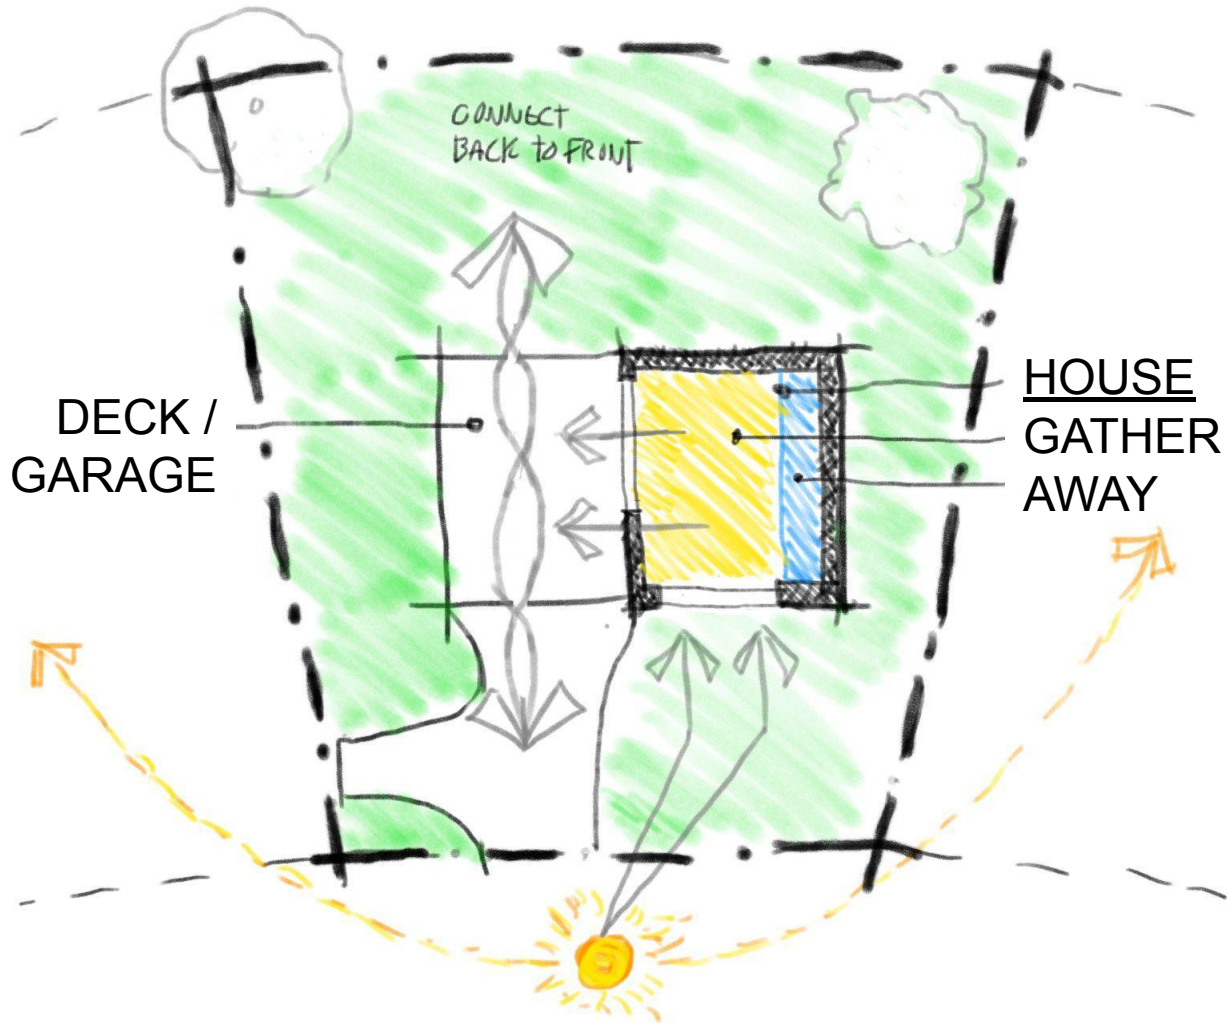 CONNECT
BACK to FRONT
DECK /
GARAGE
HOUSE
GATHER
AWAY